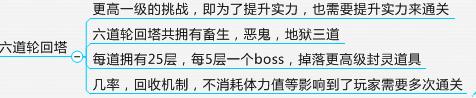 更高一级的挑战，即为了提升实力，也需要提升实力来通关
六道轮回塔共拥有畜生，恶鬼，地狱三道
六道轮回塔
每道拥有25层，每5层一个boss，掉落更高级封灵道具
几率，回收机制，不消耗体力值等影响到了玩家需要多次通关